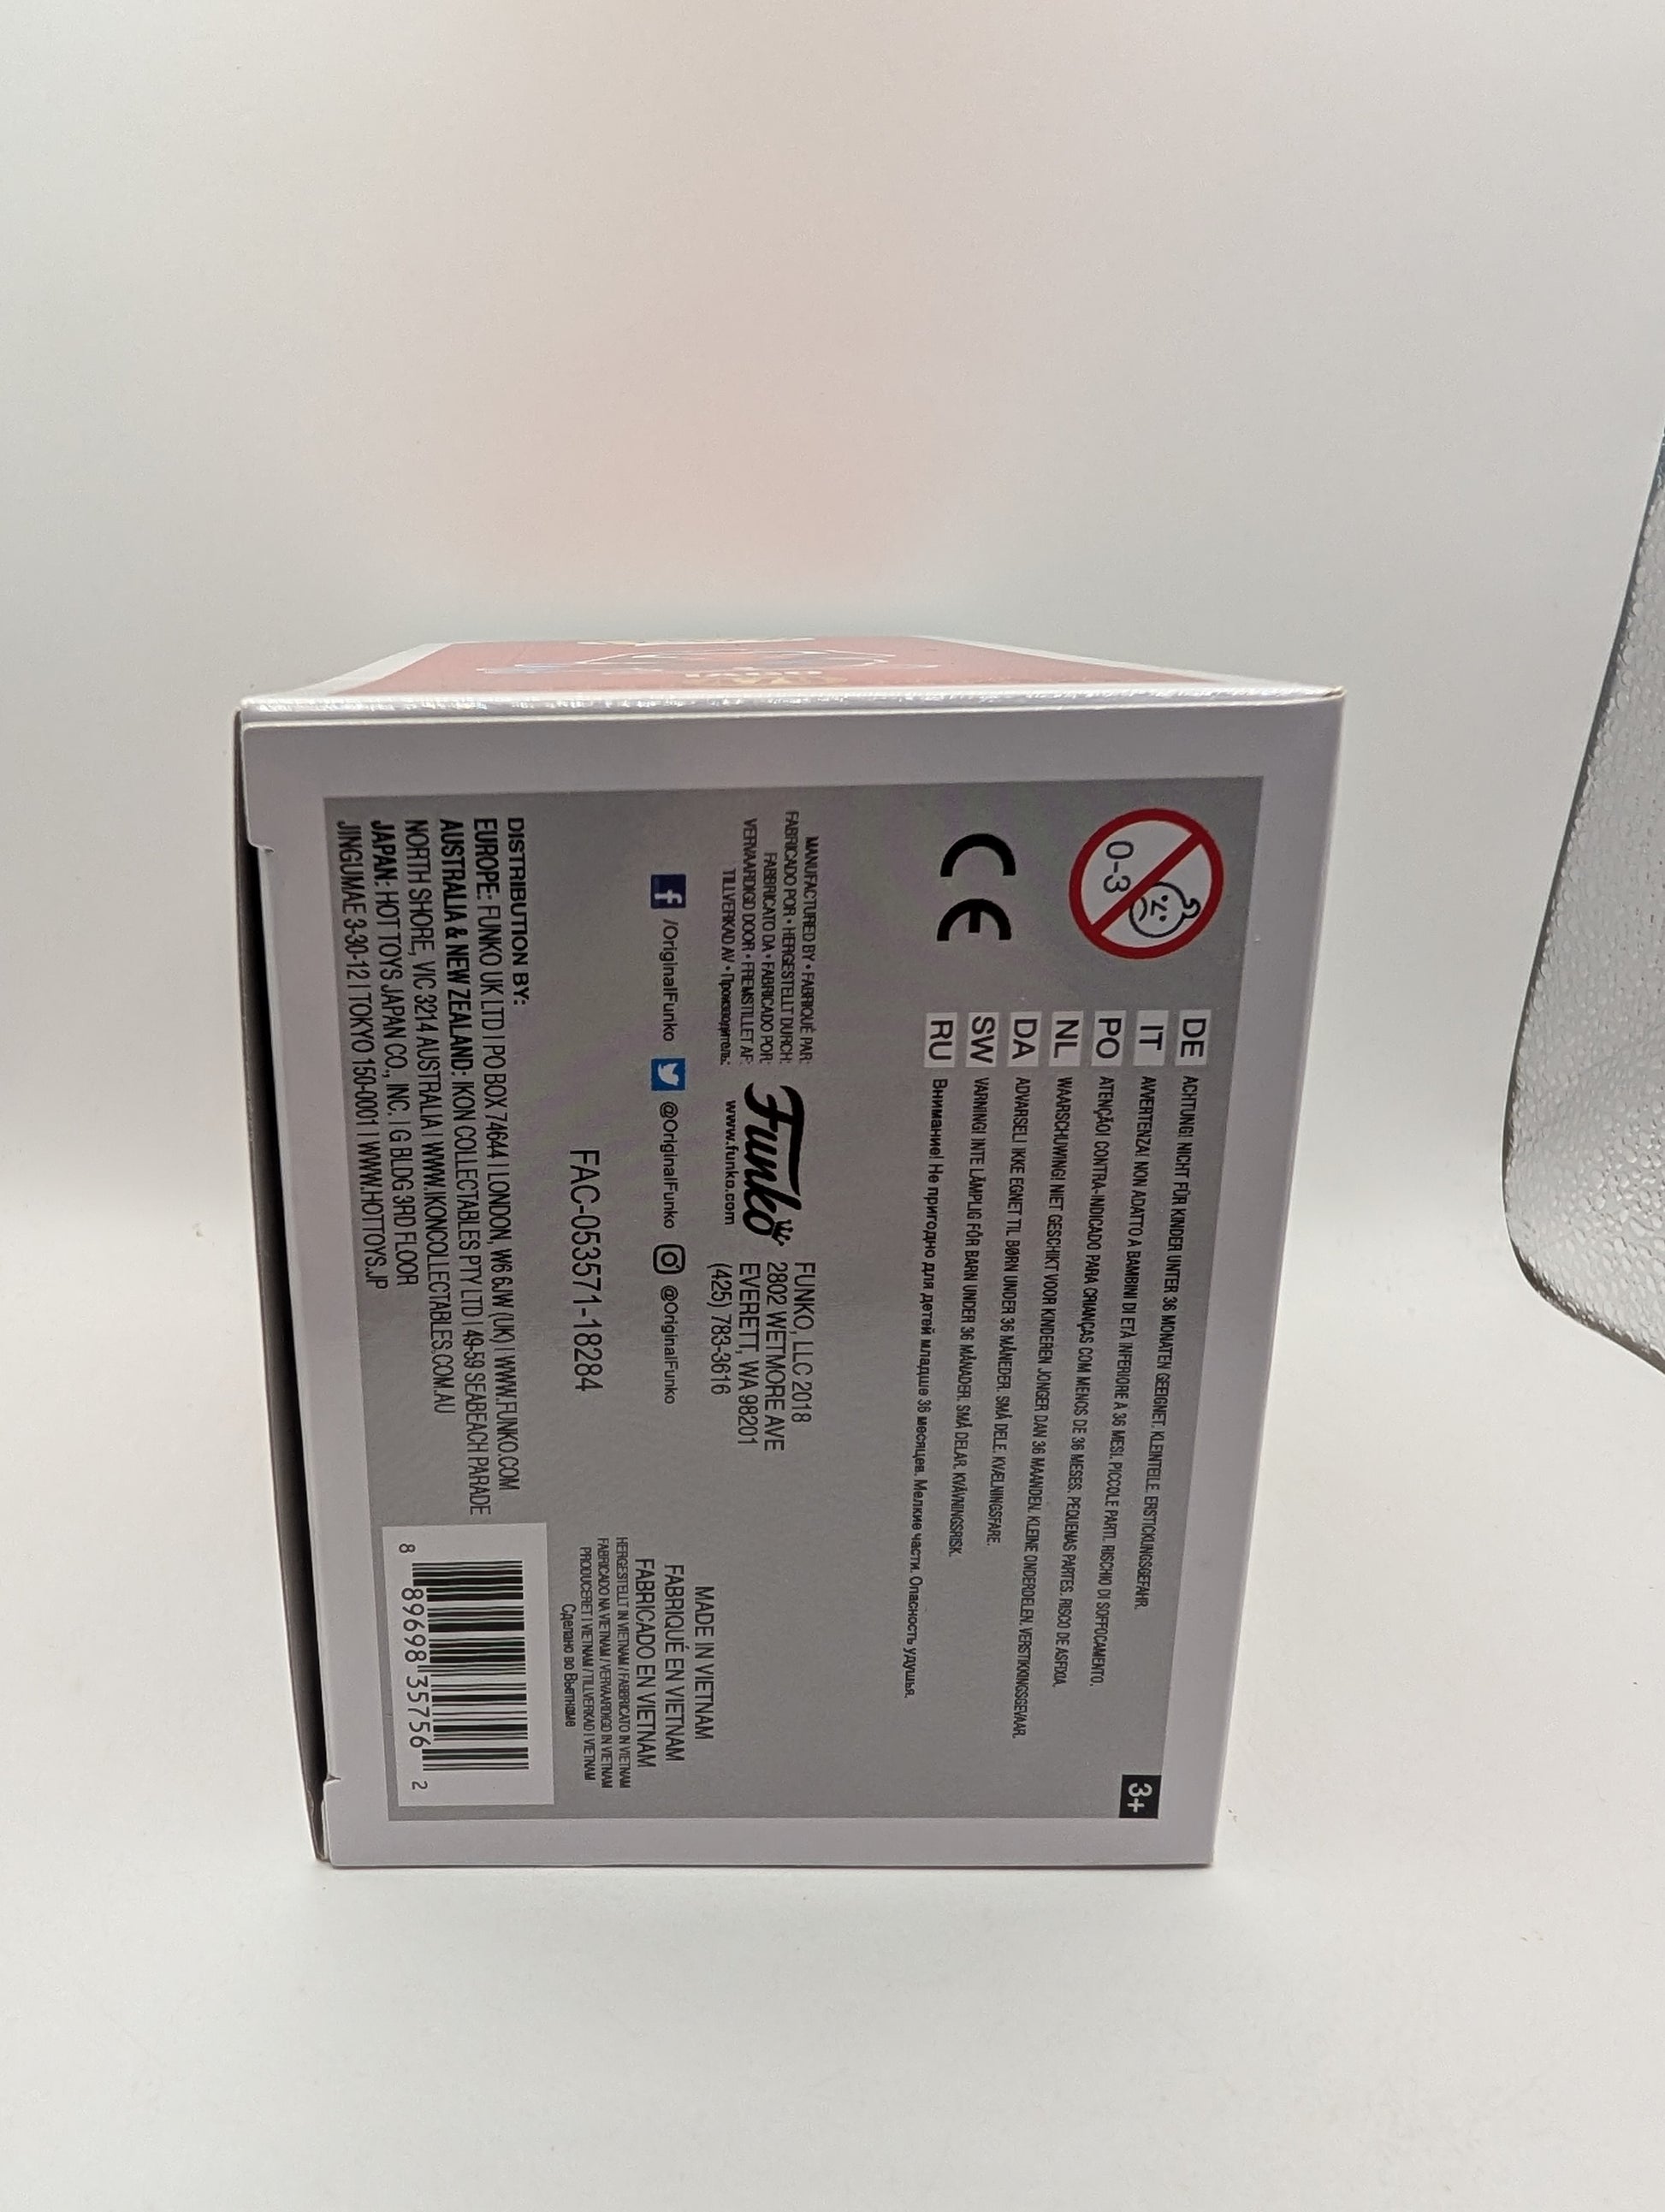 0-3
CE
DE ACHTUNG! NICHT FÜR KINDER UNTER 36 MONATEN GEEIGNET. KLEINTEILE. ERSTICKUNGSGEFAHR.
IT AVVERTENZA! NON ADATTO A BAMBINI DI ETÀ INFERIORE A 36 MESI. PICCOLE PARTI. RISCHIO DI SOFFOCAMENTO.
PO ATENÇÃO! CONTRA-INDICADO PARA CRIANÇAS COM MENOS DE 36 MESES. PEQUENAS PARTES. RISCO DE ASFIXIA.
NL WAARSCHUWING! NIET GESCHIKT VOOR KINDEREN JONGER DAN 36 MAANDEN. KLEINE ONDERDELEN. VERSTIKKINGSGEVAAR.
DA ADVARSEL! IKKE EGNET TIL BØRN UNDER 36 MÅNEDER. SMÅ DELE. KVÆLNINGSFARE.
SW VARNING! INTE LÄMPLIG FÖR BARN UNDER 36 MÅNADER. SMÅ DELAR. KVÄVNINGSRISK.
RU Внимание! Не пригодно для детей младше 36 месяцев. Мелкие части. Опасность удушья.
3+
MANUFACTURED BY • FABRIQUÉ PAR:
FABRICADO POR • HERGESTELLT DURCH:
FABBRICATO DA • FABRICADO POR:
VERVAARDIGD DOOR • FREMSTILLET AF:
TILLVERKAD AV • Производитель:
Funko
www.funko.com
FUNKO, LLC 2018
2802 WETMORE AVE
EVERETT, WA 98201
(425) 783-3616
/OriginalFunko @OriginalFunko @OriginalFunko
FAC-053571-18284
MADE IN VIETNAM
FABRIQUÉ EN VIETNAM
FABRICADO EN VIETNAM
HERGESTELLT IN VIETNAM / FABBRICATO IN VIETNAM
FABRICADO NA VIETNAM / VERVAARDIGD IN VIETNAM
PRODUCERET I VIETNAM / TILLVERKAD I VIETNAM
Сделано во Вьетнаме
DISTRIBUTION BY:
EUROPE: FUNKO UK LTD | PO BOX 74644 | LONDON, W6 6JW (UK) | WWW.FUNKO.COM
AUSTRALIA & NEW ZEALAND: IKON COLLECTABLES PTY LTD | 49-59 SEABEACH PARADE
NORTH SHORE, VIC 3214 AUSTRALIA | WWW.IKONCOLLECTABLES.COM.AU
JAPAN: HOT TOYS JAPAN CO., INC. | G BLDG 3RD FLOOR
JINGUMAE 3-30-12 | TOKYO 150-0001 | WWW.HOTTOYS.JP
8 89698 35756 2